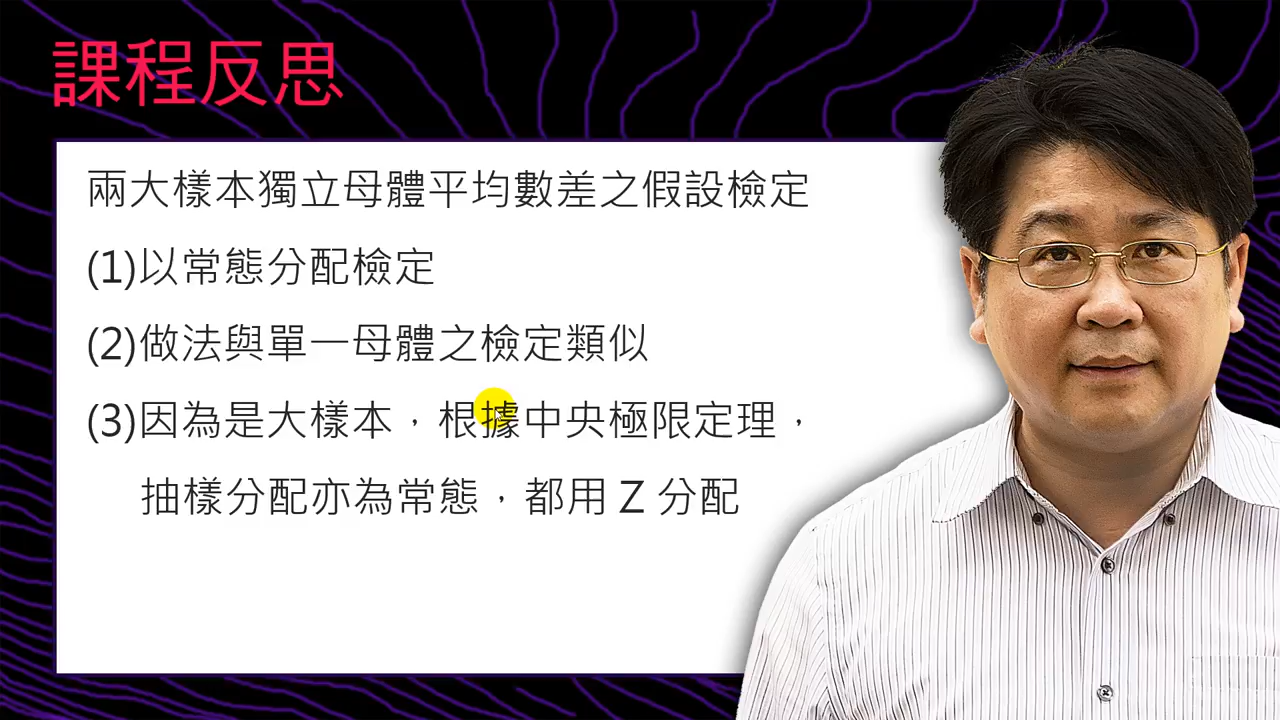 課程反思
兩大樣本獨立母體平均數差之假設檢定
(1)以常態分配檢定
(2)做法與單一母體之檢定類似
(3)因為是大樣本，根據中央極限定理，
抽樣分配亦為常態，都用 Z 分配